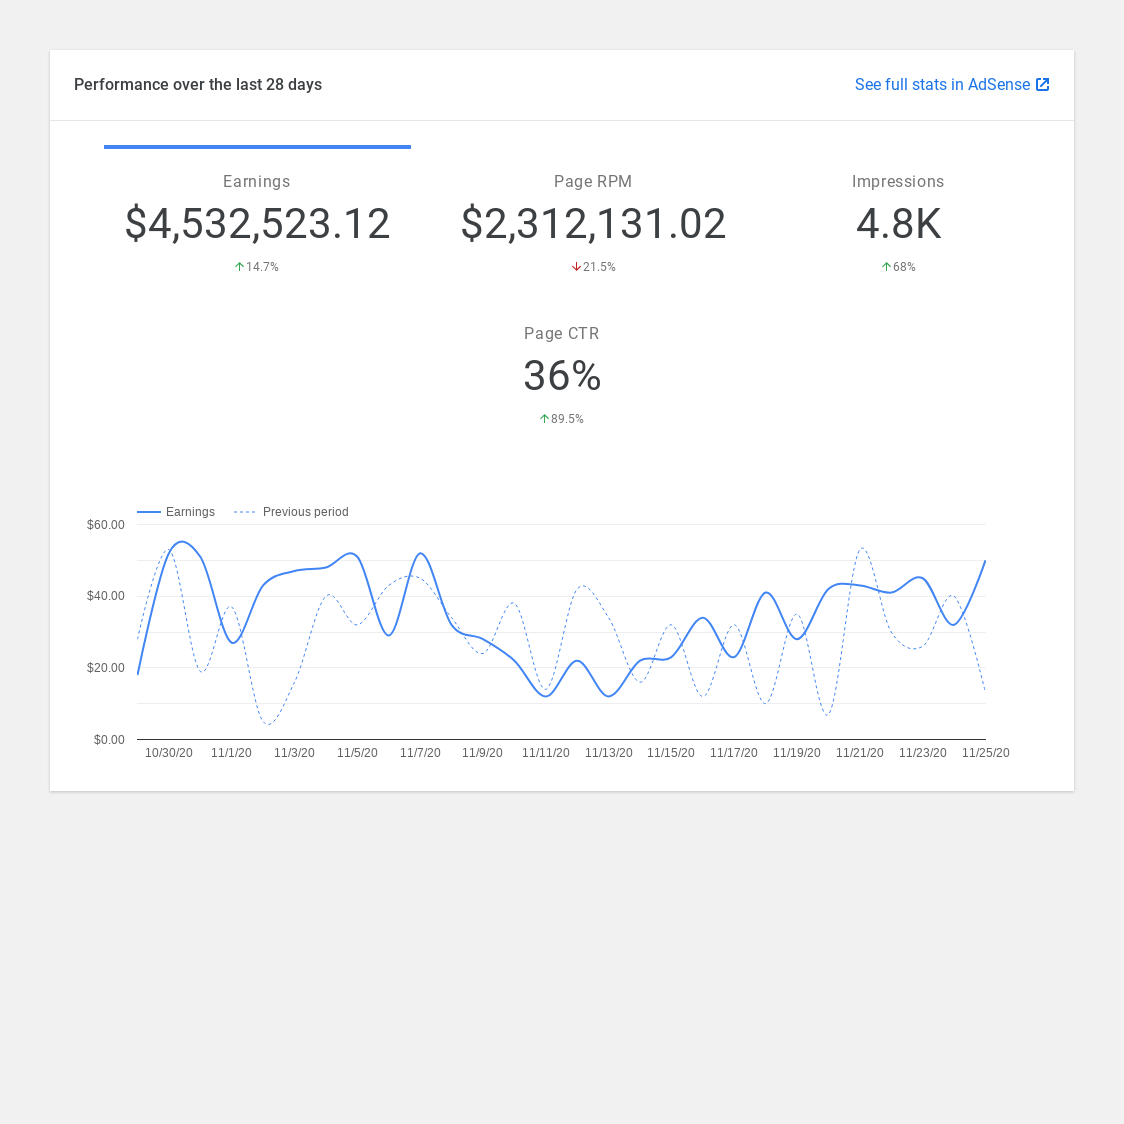 Performance over the last 28 days
See full stats in AdSense
Earnings
$4,532,523.12
14.7%
Page RPM
$2,312,131.02
21.5%
Impressions
4.8K
68%
Page CTR
36%
89.5%
Earnings
Previous period
$60.00
$40.00
$20.00
$0.00
10/30/20 11/1/20 11/3/20 11/5/20 11/7/20 11/9/20 11/11/20 11/13/20 11/15/20 11/17/20 11/19/20 11/21/20 11/23/20 11/25/20